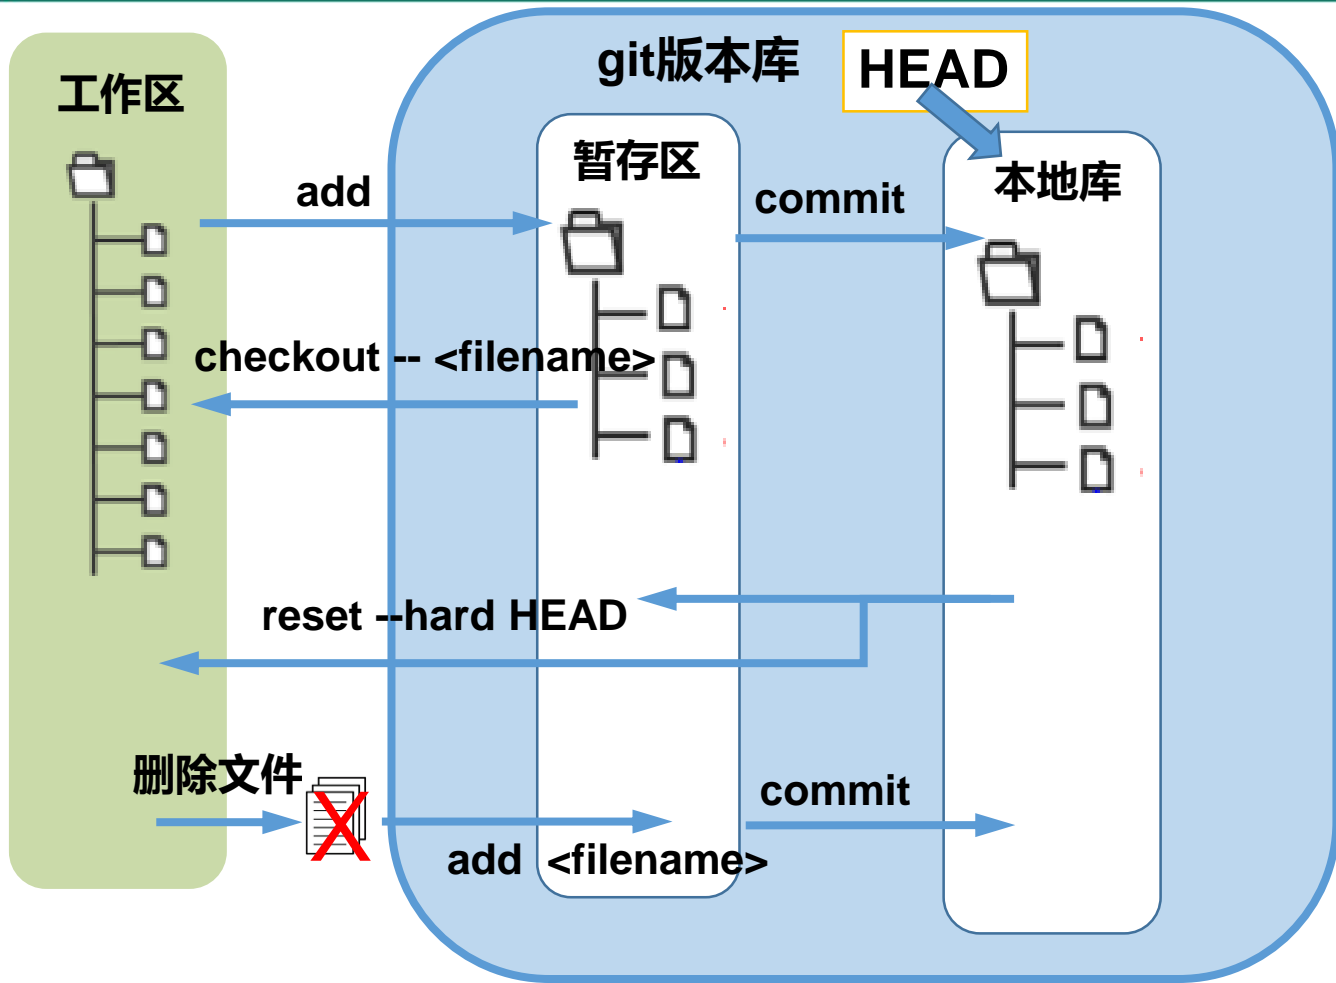 git版本库
HEAD
工作区
暂存区
本地库
add
commit
checkout -- <filename>
reset --hard HEAD
删除文件
commit
add <filename>